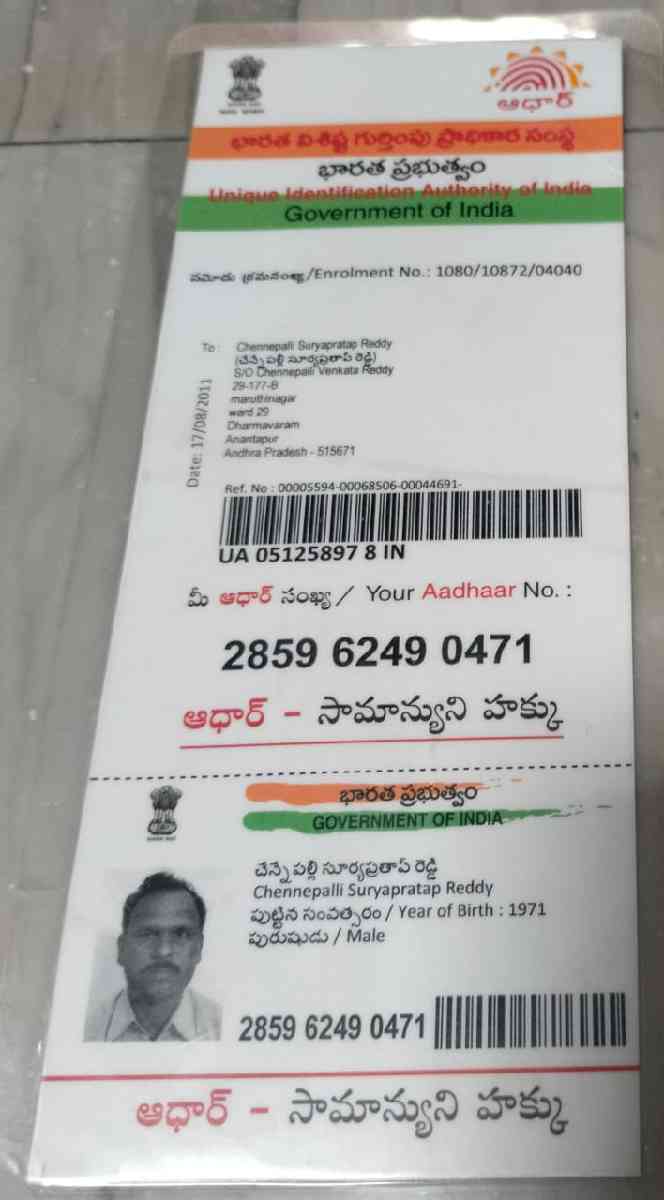 ఆధార్
భారత విశిష్ట గుర్తింపు ప్రాధికార సంస్థ
భారత ప్రభుత్వం
Unique Identification Authority of India
Government of India
నమోదు క్రమసంఖ్య/Enrolment No.: 1080/10872/04040
To: Chennepalli Suryapratap Reddy
(చెన్నేపల్లి సూర్యప్రతాప్ రెడ్డి)
S/O Chennepalli Venkata Reddy
29-177-B
maruthinagar
ward 29
Dharmavaram
Anantapur
Andhra Pradesh - 515671
Date: 17/08/2011
Ref. No : 00005594-00068506-00044691-
UA 05125897 8 IN
మీ ఆధార్ సంఖ్య / Your Aadhaar No. :
2859 6249 0471
ఆధార్ - సామాన్యుని హక్కు
భారత ప్రభుత్వం
GOVERNMENT OF INDIA
చెన్నేపల్లి సూర్యప్రతాప్ రెడ్డి
Chennepalli Suryapratap Reddy
పుట్టిన సంవత్సరం / Year of Birth : 1971
పురుషుడు / Male
2859 6249 0471
ఆధార్ - సామాన్యుని హక్కు